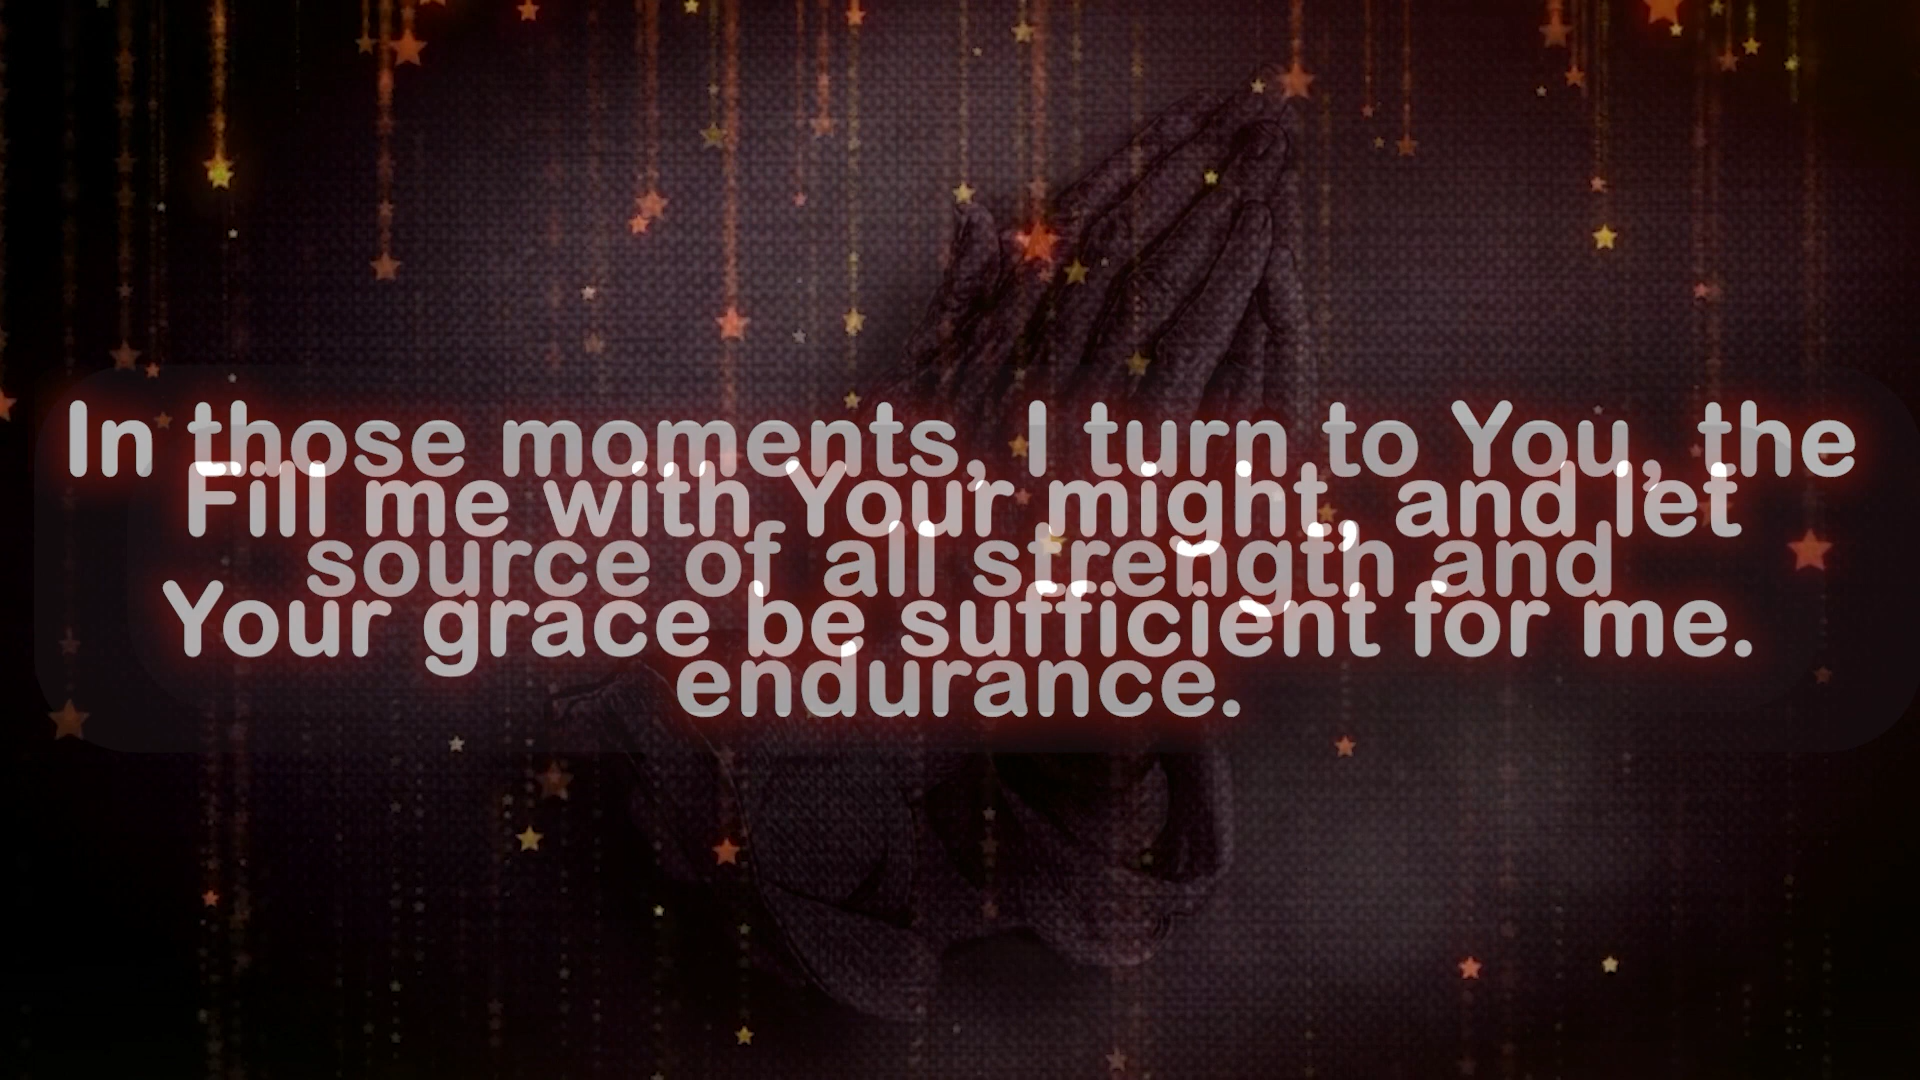 In those moments, I turn to You, the
source of all strength and
endurance.
Fill me with Your might, and let
Your grace be sufficient for me.